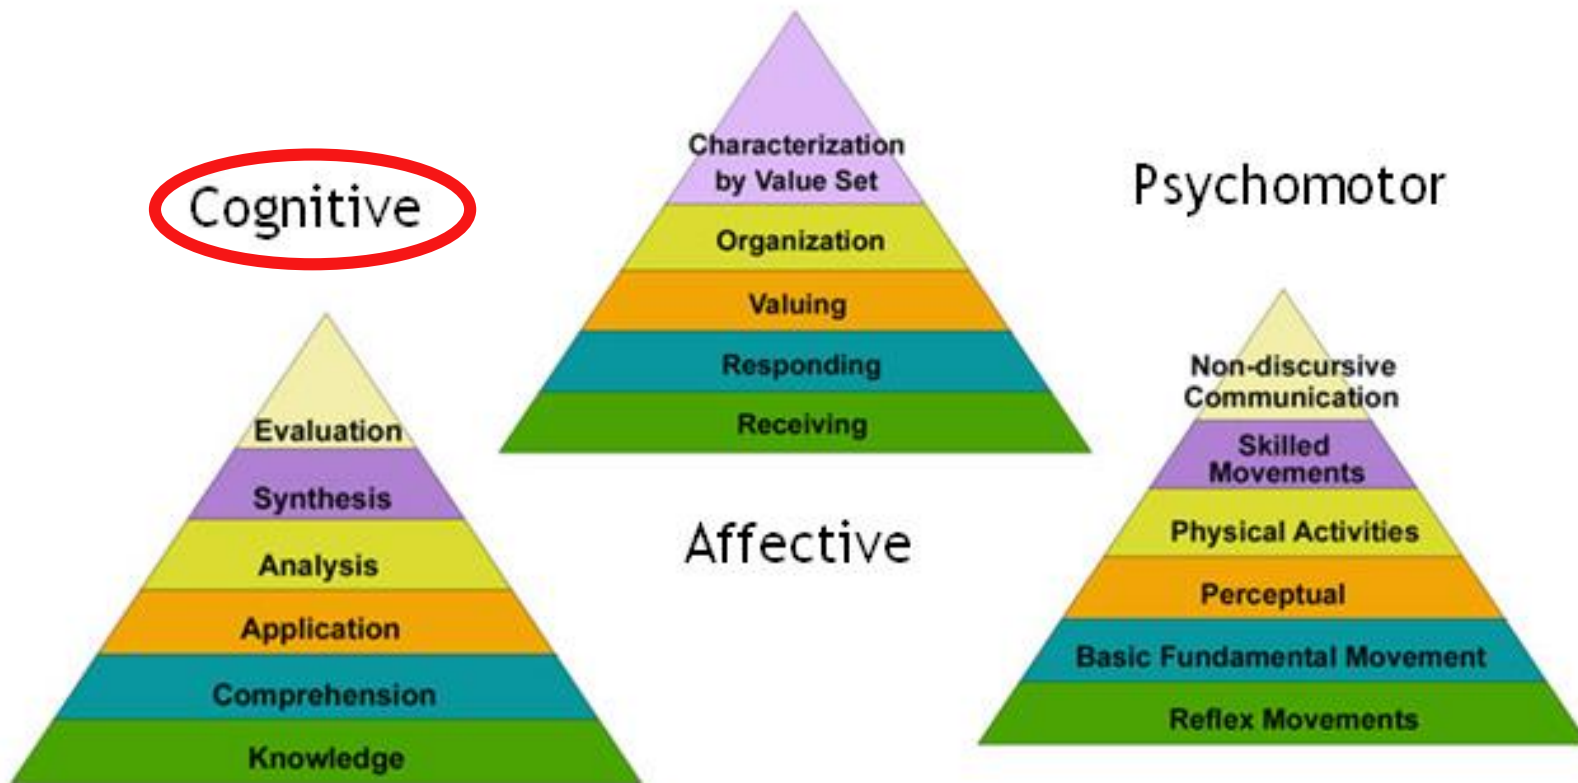 Cognitive
Evaluation
Synthesis
Analysis
Application
Comprehension
Knowledge
Characterization
by Value Set
Organization
Valuing
Responding
Receiving
Affective
Psychomotor
Non-discursive
Communication
Skilled
Movements
Physical Activities
Perceptual
Basic Fundamental Movement
Reflex Movements